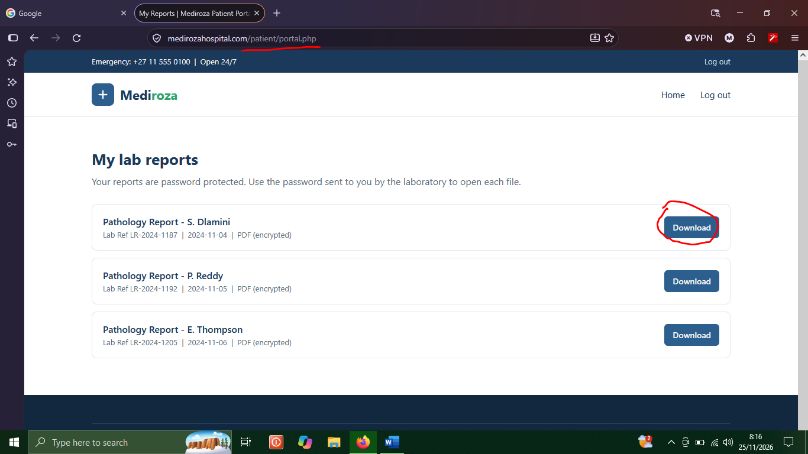 Google
My Reports | Mediroza Patient Port
medirozahospital.com/patient/portal.php
VPN
Emergency: +27 11 555 0100 | Open 24/7
Log out
Mediroza
Home
Log out
My lab reports
Your reports are password protected. Use the password sent to you by the laboratory to open each file.
Pathology Report - S. Dlamini
Lab Ref LR-2024-1187 | 2024-11-04 | PDF (encrypted)
Download
Pathology Report - P. Reddy
Lab Ref LR-2024-1192 | 2024-11-05 | PDF (encrypted)
Download
Pathology Report - E. Thompson
Lab Ref LR-2024-1205 | 2024-11-06 | PDF (encrypted)
Download
Type here to search
8:16
25/11/2026